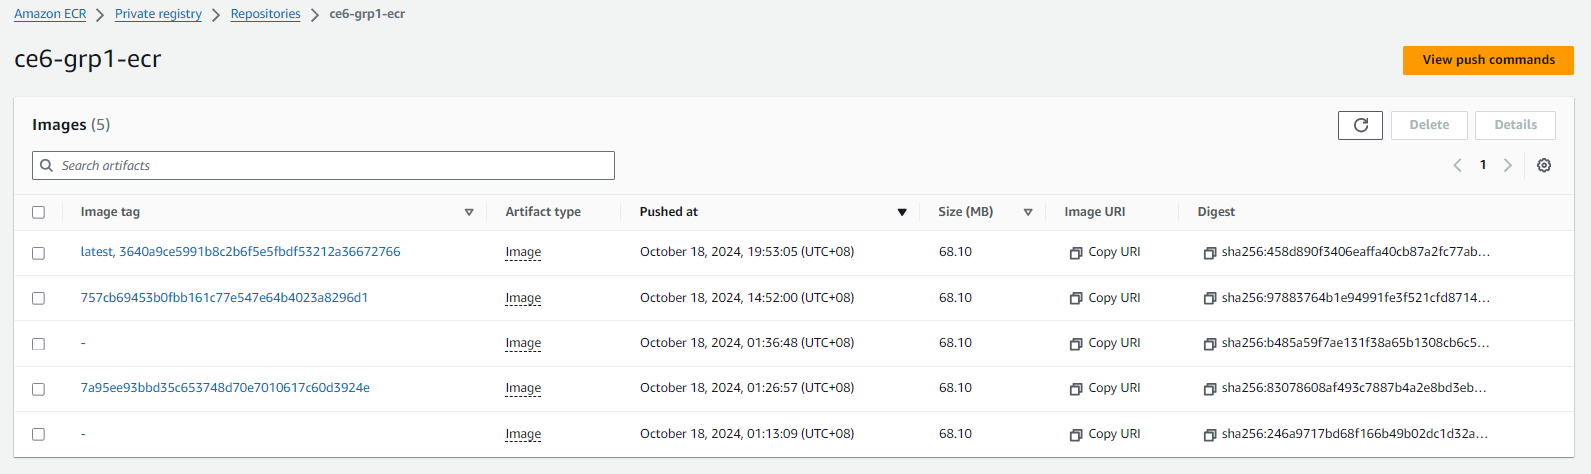 Amazon ECR > Private registry > Repositories > ce6-grp1-ecr
ce6-grp1-ecr
View push commands
Images (5)
Delete
Details
Search artifacts
1
Image tag Artifact type Pushed at Size (MB) Image URI Digest
latest, 3640a9ce5991b8c2b6f5e5fbdf53212a36672766 Image October 18, 2024, 19:53:05 (UTC+08) 68.10 Copy URI sha256:458d890f3406eaffa40cb87a2fc77ab...
757cb69453b0fbb161c77e547e64b4023a8296d1 Image October 18, 2024, 14:52:00 (UTC+08) 68.10 Copy URI sha256:97883764b1e94991fe3f521cfd8714...
- Image October 18, 2024, 01:36:48 (UTC+08) 68.10 Copy URI sha256:b485a59f7ae131f38a65b1308cb6c5...
7a95ee93bbd35c653748d70e7010617c60d3924e Image October 18, 2024, 01:26:57 (UTC+08) 68.10 Copy URI sha256:83078608af493c7887b4a2e8bd3eb...
- Image October 18, 2024, 01:13:09 (UTC+08) 68.10 Copy URI sha256:246a9717bd68f166b49b02dc1d32a...